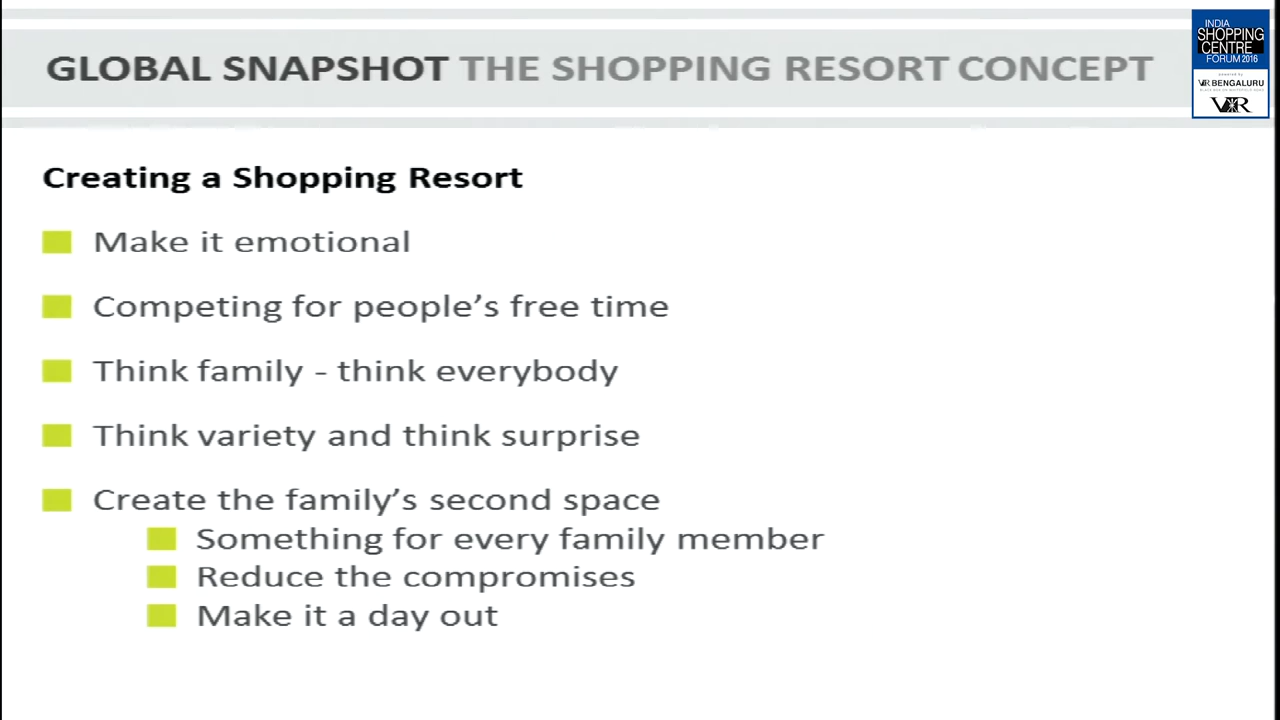 GLOBAL SNAPSHOT THE SHOPPING RESORT CONCEPT
INDIA
SHOPPING
CENTRE
FORUM 2016
VR BENGALURU
VR
Creating a Shopping Resort
Make it emotional
Competing for people’s free time
Think family - think everybody
Think variety and think surprise
Create the family’s second space
Something for every family member
Reduce the compromises
Make it a day out